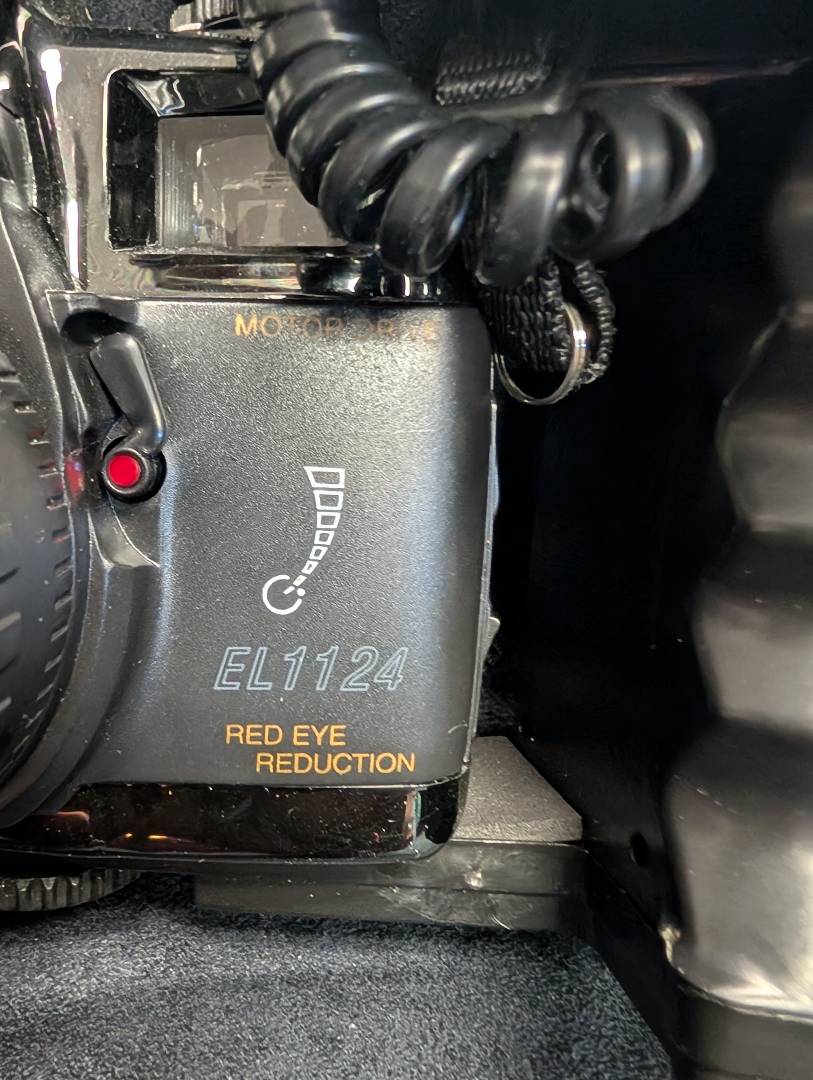 MOTOR DRIVE
EL1124
RED EYE
REDUCTION